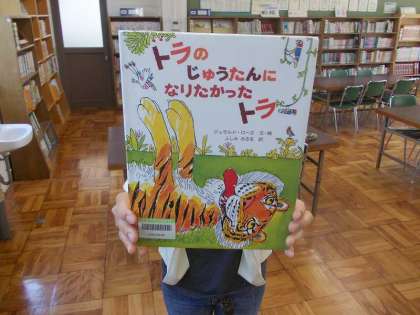 トラの
じゅうたんに
なりたかった
トラ
ジェラルド・ローズ 文・絵
ふしみ みさを 訳